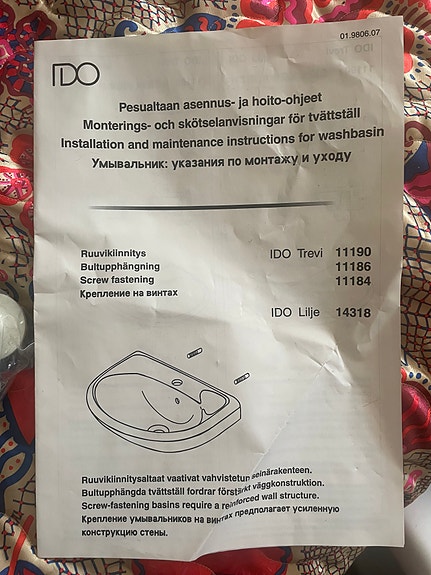 01.9806.07
IDO
Pesualtaan asennus- ja hoito-ohjeet
Monterings- och skötselanvisningar för tvättställ
Installation and maintenance instructions for washbasin
Умывальник: указания по монтажу и уходу
Ruuvikiinnitys IDO Trevi 11190
Bultupphängning 11186
Screw fastening 11184
Крепление на винтах
IDO Lilje 14318
Ruuvikiinnitysaltaat vaativat vahvistetun seinärakenteen.
Bultupphängda tvättställ fordrar förstärkt väggkonstruktion.
Screw-fastening basins require a reinforced wall structure.
Крепление умывальников на винтах предполагает усиленную
конструкцию стены.